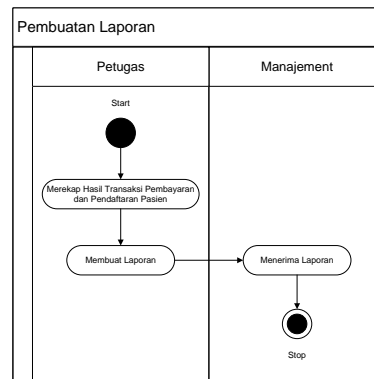 Pembuatan Laporan
Petugas
Manajement
Start
Merekap Hasil Transaksi Pembayaran
dan Pendaftaran Pasien
Membuat Laporan
Menerima Laporan
Stop